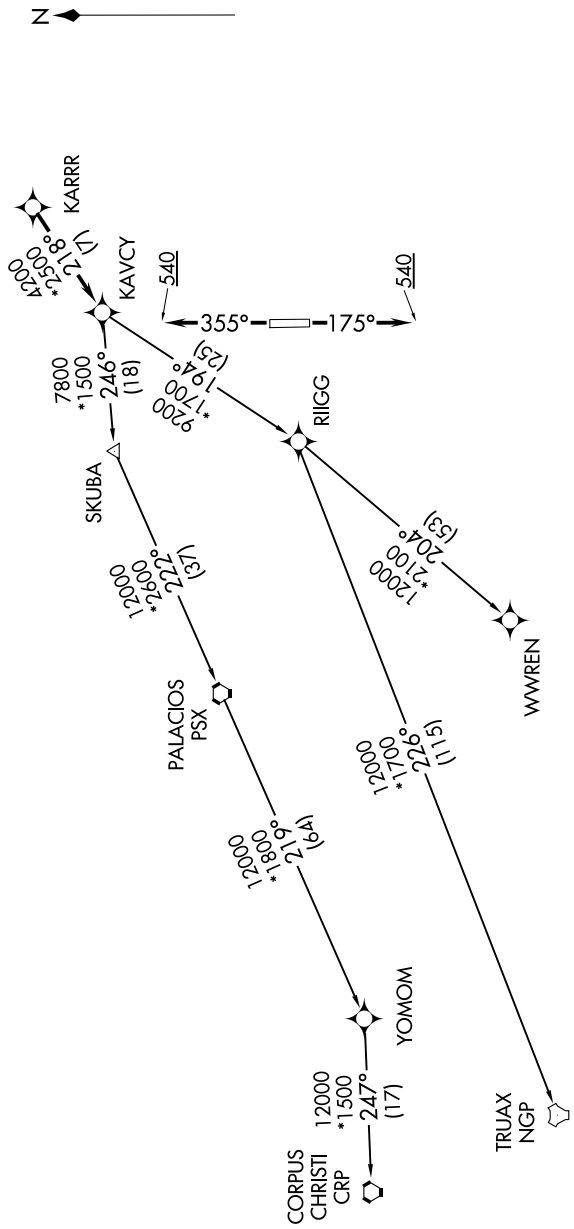 N
KARRR
4200
*2500
218°
(7)
KAVCY
540
355°
175°
540
7800
*1500
246°
(18)
9200
*1700
194°
(25)
SKUBA
RIIGG
12000
*2600
222°
(37)
12000
*2100
204°
(53)
WWREN
PALACIOS
PSX
12000
*1700
226°
(115)
12000
*1800
219°
(64)
YOMOM
12000
*1500
247°
(17)
CORPUS
CHRISTI
CRP
TRUAX
NGP